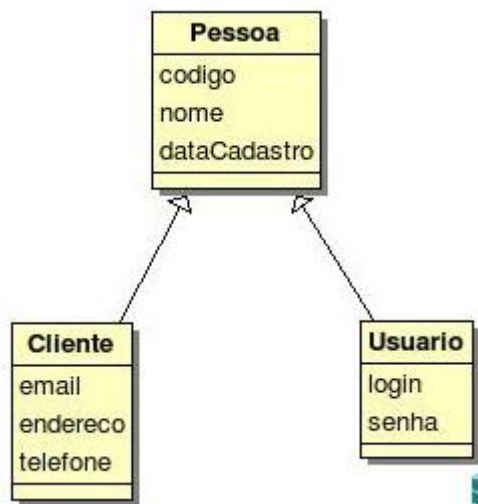 Pessoa
codigo
nome
dataCadastro
Cliente
email
endereco
telefone
Usuario
login
senha